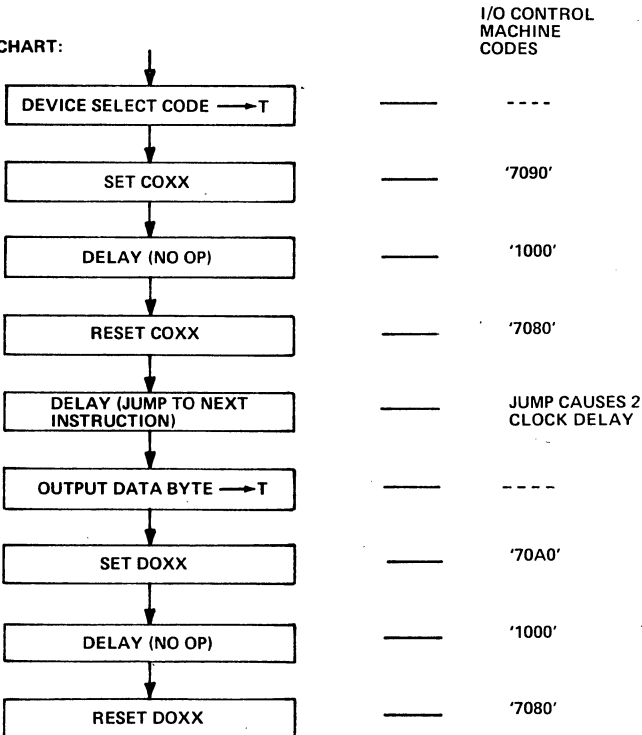 I/O CONTROL
MACHINE
CODES
CHART:
DEVICE SELECT CODE → T - - - -
SET COXX '7090'
DELAY (NO OP) '1000'
RESET COXX '7080'
DELAY (JUMP TO NEXT JUMP CAUSES 2
INSTRUCTION) CLOCK DELAY
OUTPUT DATA BYTE → T - - - -
SET DOXX '70A0'
DELAY (NO OP) '1000'
RESET DOXX '7080'